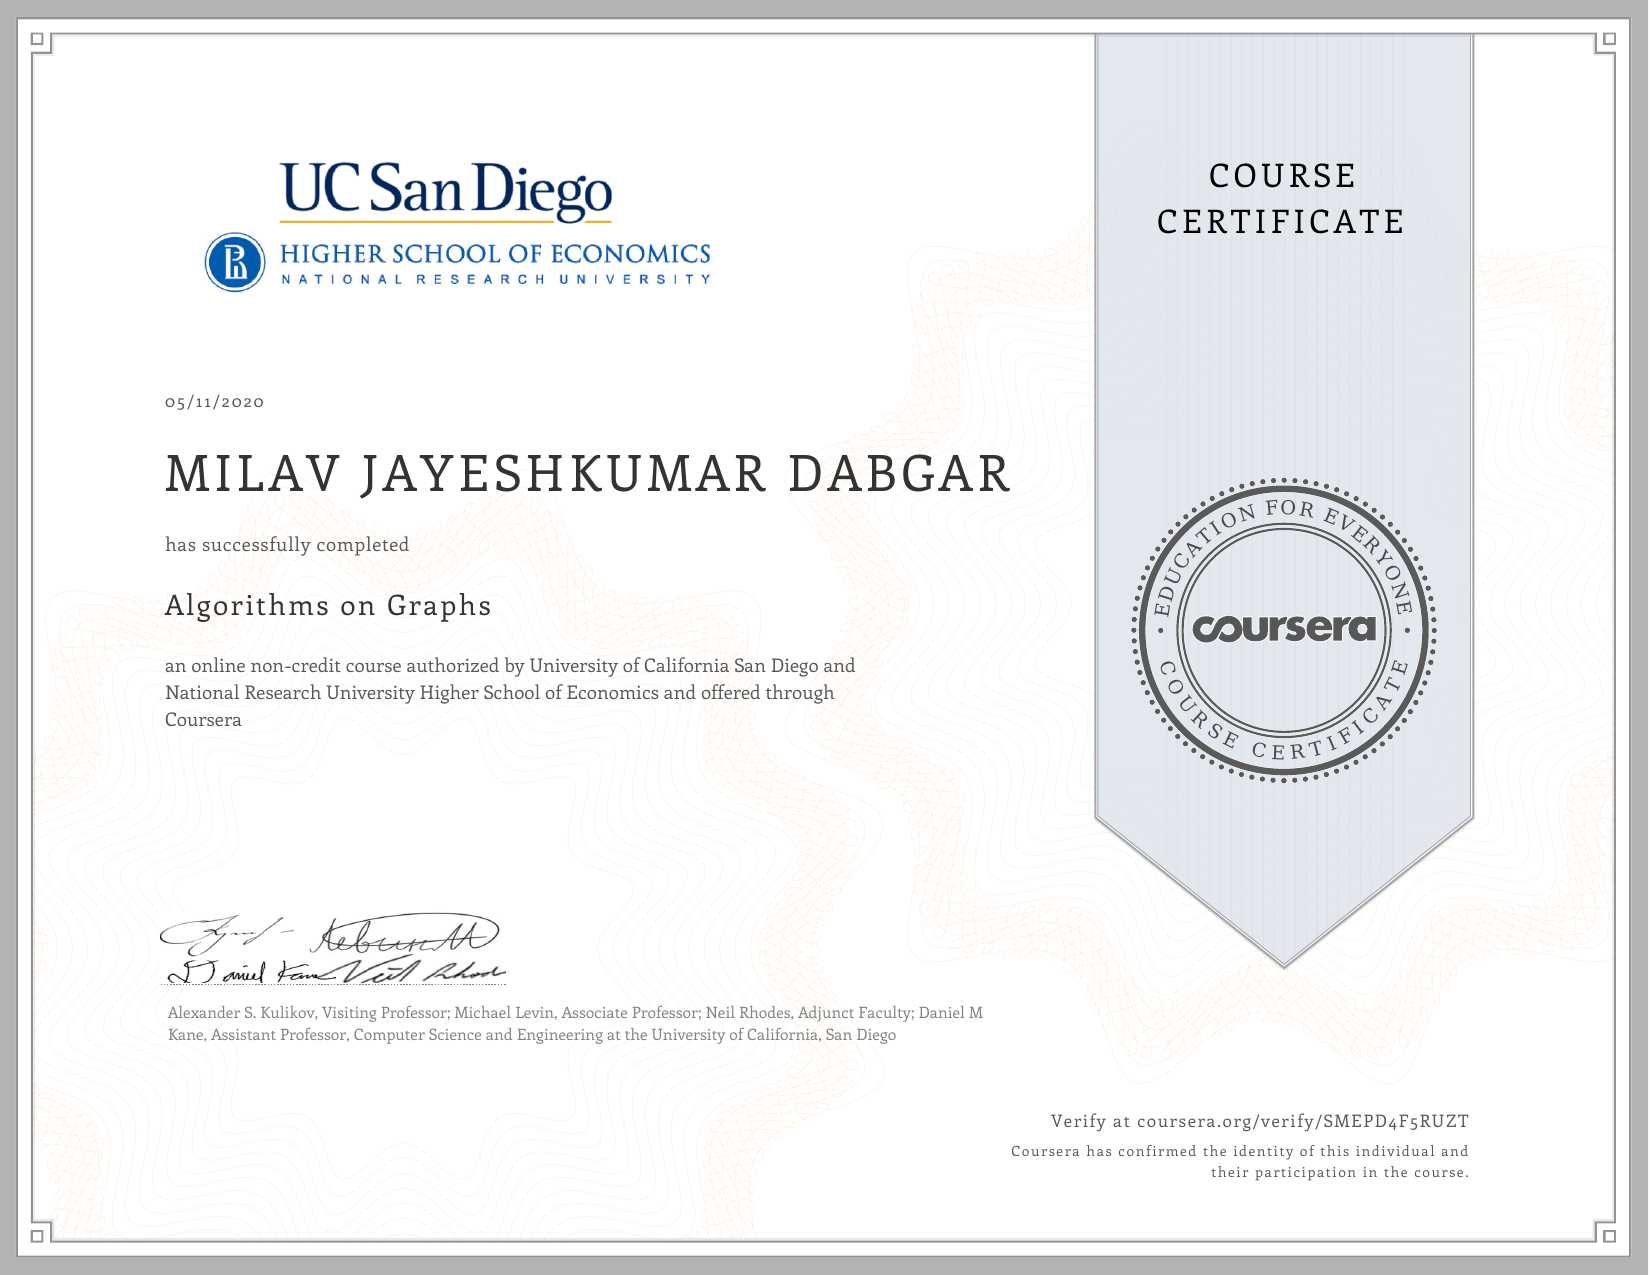 UC San Diego
HIGHER SCHOOL OF ECONOMICS
NATIONAL RESEARCH UNIVERSITY
COURSE
CERTIFICATE
05/11/2020
MILAV JAYESHKUMAR DABGAR
has successfully completed
Algorithms on Graphs
an online non-credit course authorized by University of California San Diego and
National Research University Higher School of Economics and offered through
Coursera
EDUCATION FOR EVERYONE
coursera
COURSE CERTIFICATE
Daniel Kane Neil Rhodes
Alexander S. Kulikov, Visiting Professor; Michael Levin, Associate Professor; Neil Rhodes, Adjunct Faculty; Daniel M
Kane, Assistant Professor, Computer Science and Engineering at the University of California, San Diego
Verify at coursera.org/verify/SMEPD4F5RUZT
Coursera has confirmed the identity of this individual and
their participation in the course.